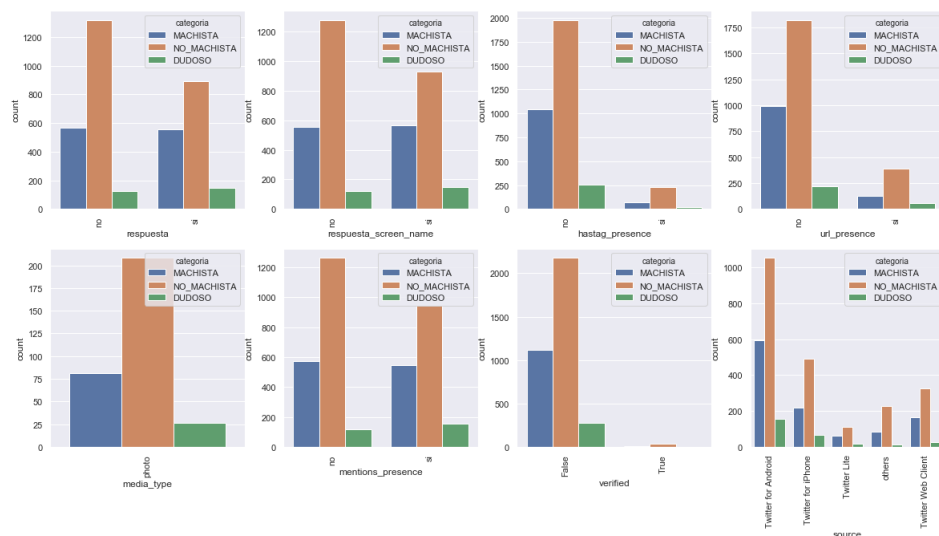 categoria
MACHISTA
NO_MACHISTA
DUDOSO
1200
1000
800
600
400
200
0
count
no
si
respuesta
categoria
MACHISTA
NO_MACHISTA
DUDOSO
1200
1000
800
600
400
200
0
count
no
si
respuesta_screen_name
categoria
MACHISTA
NO_MACHISTA
DUDOSO
2000
1750
1500
1250
1000
750
500
250
0
count
no
si
hastag_presence
categoria
MACHISTA
NO_MACHISTA
DUDOSO
1750
1500
1250
1000
750
500
250
0
count
no
si
url_presence
categoria
MACHISTA
NO_MACHISTA
DUDOSO
200
175
150
125
100
75
50
25
0
count
photo
media_type
categoria
MACHISTA
NO_MACHISTA
DUDOSO
1200
1000
800
600
400
200
0
count
no
si
mentions_presence
categoria
MACHISTA
NO_MACHISTA
DUDOSO
2000
1500
1000
500
0
count
False
True
verified
categoria
MACHISTA
NO_MACHISTA
DUDOSO
1000
800
600
400
200
0
count
Twitter for Android
Twitter for iPhone
Twitter Lite
others
Twitter Web Client
source